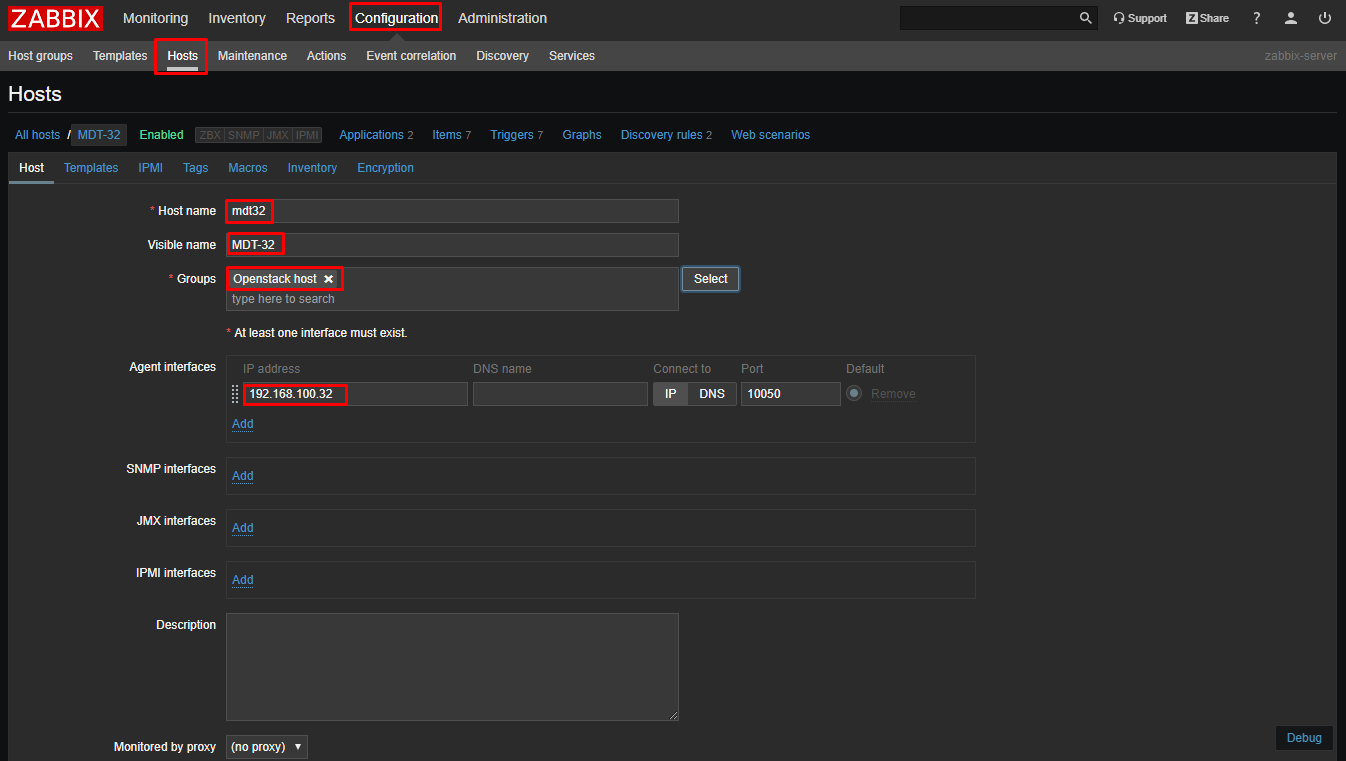 ZABBIX Monitoring Inventory Reports Configuration Administration Support Z Share ?
Host groups Templates Hosts Maintenance Actions Event correlation Discovery Services zabbix-server
Hosts
All hosts / MDT-32 Enabled ZBX SNMP JMX IPMI Applications 2 Items 7 Triggers 7 Graphs Discovery rules 2 Web scenarios
Host Templates IPMI Tags Macros Inventory Encryption
* Host name mdt32
Visible name MDT-32
* Groups Openstack host Select
type here to search
* At least one interface must exist.
Agent interfaces IP address DNS name Connect to Port Default
192.168.100.32 IP DNS 10050 Remove
Add
SNMP interfaces Add
JMX interfaces Add
IPMI interfaces Add
Description
Monitored by proxy (no proxy)
Debug